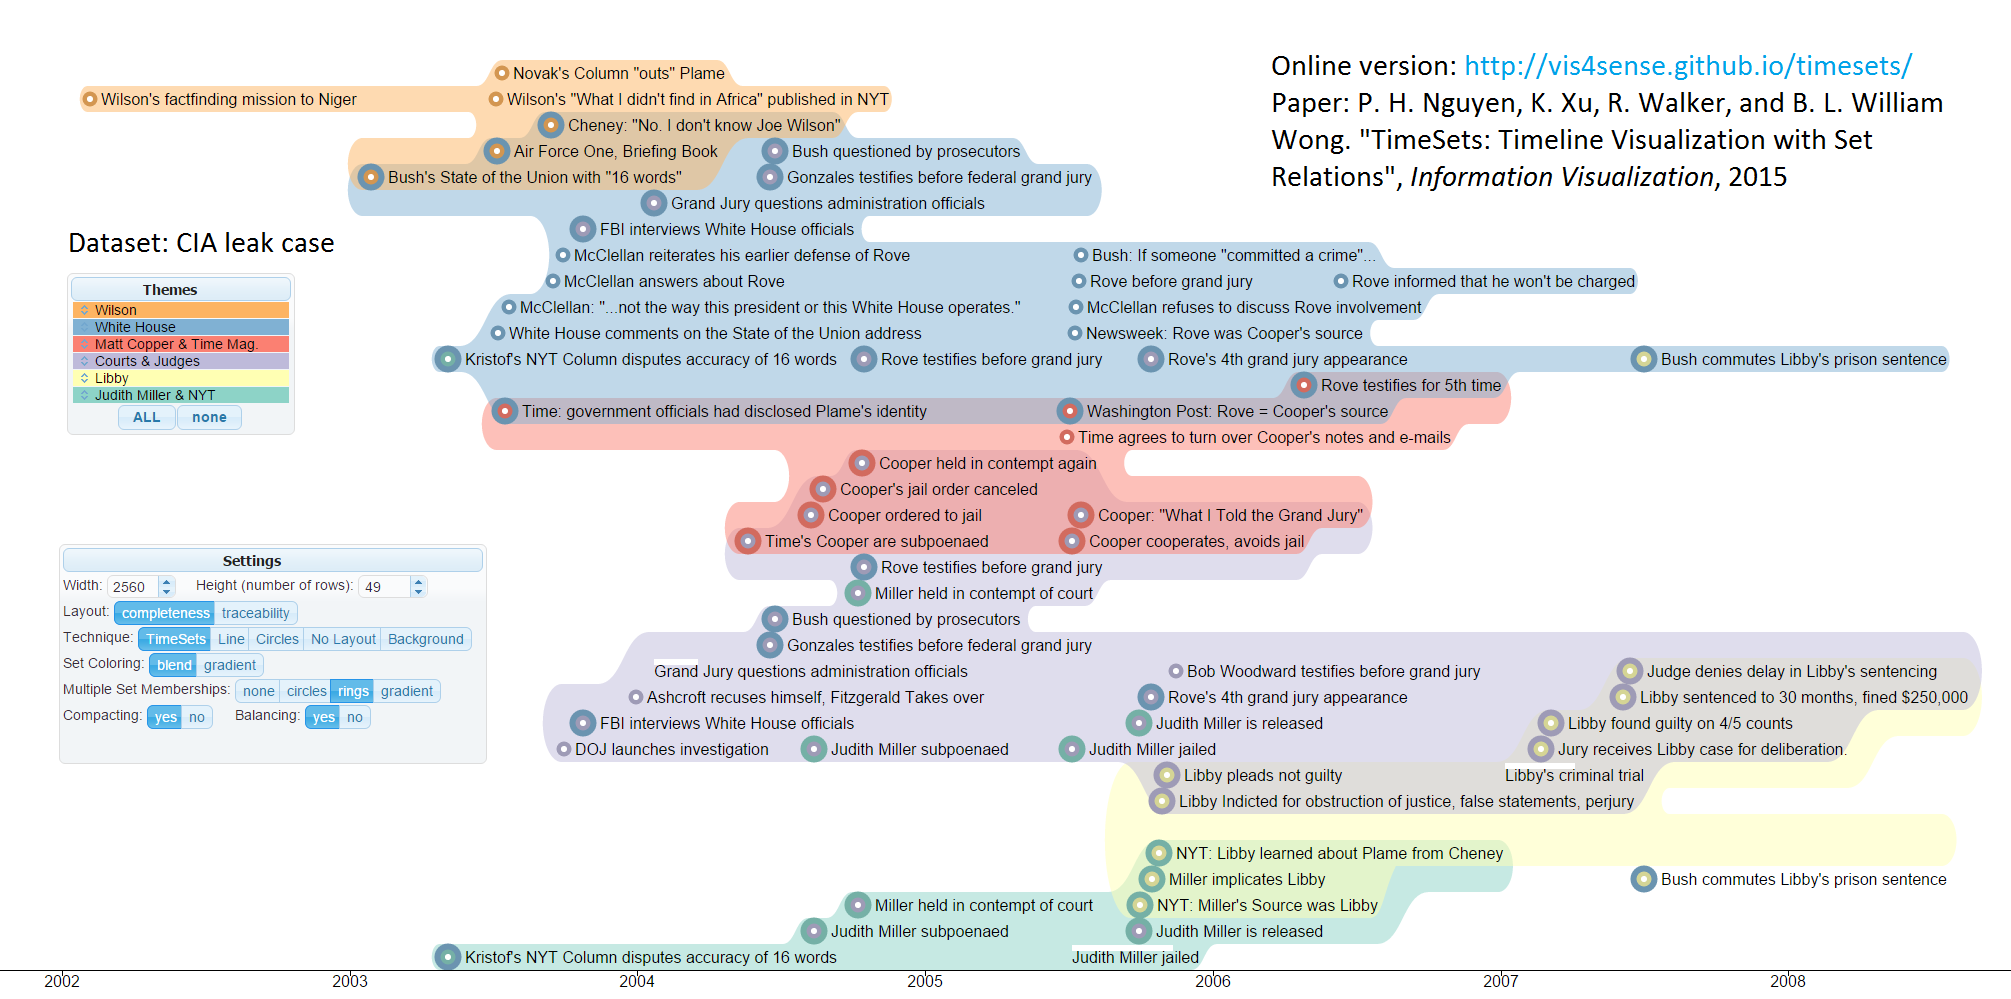 Online version: http://vis4sense.github.io/timesets/
Paper: P. H. Nguyen, K. Xu, R. Walker, and B. L. William
Wong. "TimeSets: Timeline Visualization with Set
Relations", Information Visualization, 2015
Dataset: CIA leak case
Themes
Wilson
White House
Matt Copper & Time Mag.
Courts & Judges
Libby
Judith Miller & NYT
ALL none
Settings
Width: 2560 Height (number of rows): 49
Layout: completeness traceability
Technique: TimeSets Line Circles No Layout Background
Set Coloring: blend gradient
Multiple Set Memberships: none circles rings gradient
Compacting: yes no Balancing: yes no
Novak's Column "outs" Plame
Wilson's factfinding mission to Niger Wilson's "What I didn't find in Africa" published in NYT
Cheney: "No. I don't know Joe Wilson"
Air Force One, Briefing Book Bush questioned by prosecutors
Bush's State of the Union with "16 words" Gonzales testifies before federal grand jury
Grand Jury questions administration officials
FBI interviews White House officials
McClellan reiterates his earlier defense of Rove Bush: If someone "committed a crime"...
McClellan answers about Rove Rove before grand jury Rove informed that he won't be charged
McClellan: "...not the way this president or this White House operates." McClellan refuses to discuss Rove involvement
White House comments on the State of the Union address Newsweek: Rove was Cooper's source
Kristof's NYT Column disputes accuracy of 16 words Rove testifies before grand jury Rove's 4th grand jury appearance Bush commutes Libby's prison sentence
Rove testifies for 5th time
Time: government officials had disclosed Plame's identity Washington Post: Rove = Cooper's source
Time agrees to turn over Cooper's notes and e-mails
Cooper held in contempt again
Cooper's jail order canceled
Cooper ordered to jail Cooper: "What I Told the Grand Jury"
Time's Cooper are subpoenaed Cooper cooperates, avoids jail
Rove testifies before grand jury
Miller held in contempt of court
Bush questioned by prosecutors
Gonzales testifies before federal grand jury
Grand Jury questions administration officials Bob Woodward testifies before grand jury Judge denies delay in Libby's sentencing
Ashcroft recuses himself, Fitzgerald Takes over Rove's 4th grand jury appearance Libby sentenced to 30 months, fined $250,000
FBI interviews White House officials Judith Miller is released Libby found guilty on 4/5 counts
DOJ launches investigation Judith Miller subpoenaed Judith Miller jailed Jury receives Libby case for deliberation.
Libby pleads not guilty Libby's criminal trial
Libby Indicted for obstruction of justice, false statements, perjury
NYT: Libby learned about Plame from Cheney
Miller implicates Libby Bush commutes Libby's prison sentence
Miller held in contempt of court NYT: Miller's Source was Libby
Judith Miller subpoenaed Judith Miller is released
Kristof's NYT Column disputes accuracy of 16 words Judith Miller jailed
2002 2003 2004 2005 2006 2007 2008